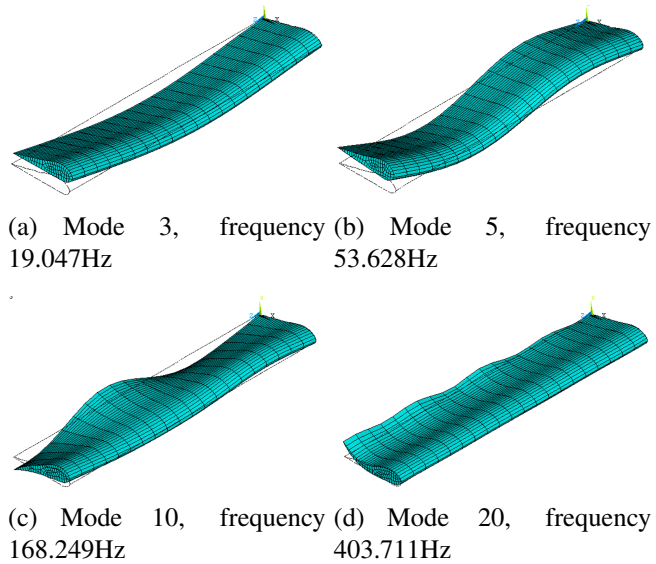 (a) Mode 3, frequency
19.047Hz
(b) Mode 5, frequency
53.628Hz
(c) Mode 10, frequency
168.249Hz
(d) Mode 20, frequency
403.711Hz